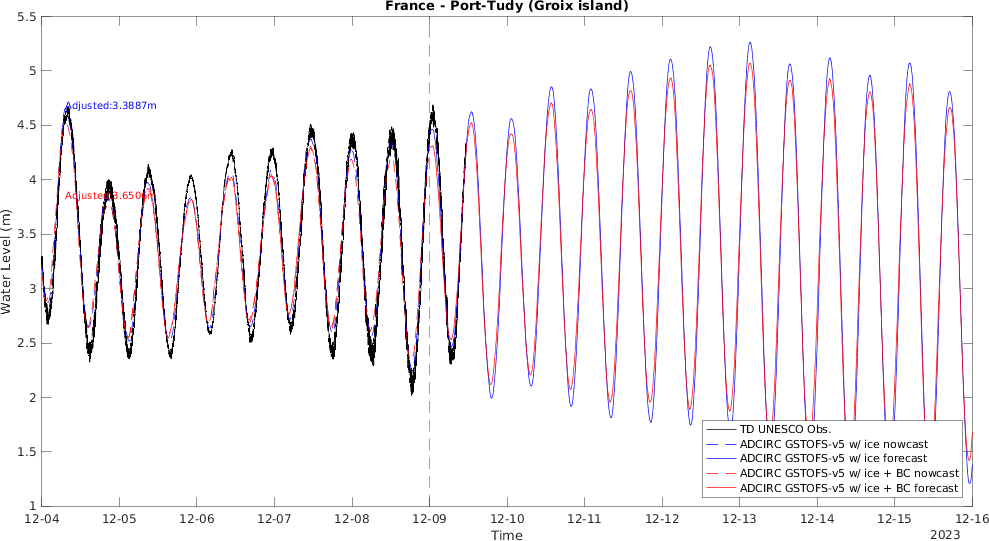 France - Port-Tudy (Groix island)
5.5
5
4.5
4
3.5
3
2.5
2
1.5
1
Water Level (m)
Adjusted:3.3887m
TD UNESCO Obs.
ADCIRC GSTOFS-v5 w/ ice nowcast
ADCIRC GSTOFS-v5 w/ ice forecast
ADCIRC GSTOFS-v5 w/ ice + BC nowcast
ADCIRC GSTOFS-v5 w/ ice + BC forecast
12-04 12-05 12-06 12-07 12-08 12-09 12-10 12-11 12-12 12-13 12-14 12-15 12-16
Time
2023